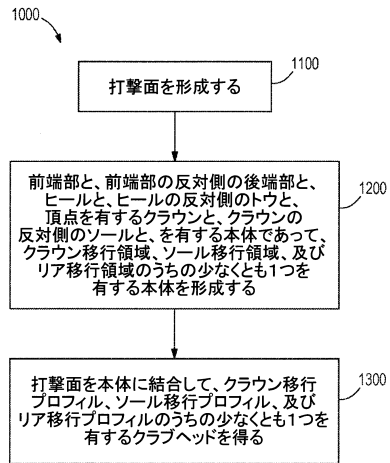 1000
1100
打撃面を形成する
1200
前端部と、前端部の反対側の後端部と、
ヒールと、ヒールの反対側のトウと、
頂点を有するクラウンと、クラウンの
反対側のソールと、を有する本体であって、
クラウン移行領域、ソール移行領域、及び
リア移行領域のうちの少なくとも1つを
有する本体を形成する
1300
打撃面を本体に結合して、クラウン移行
プロフィル、ソール移行プロフィル、及び
リア移行プロフィルのうちの少なくとも1つを
有するクラブヘッドを得る